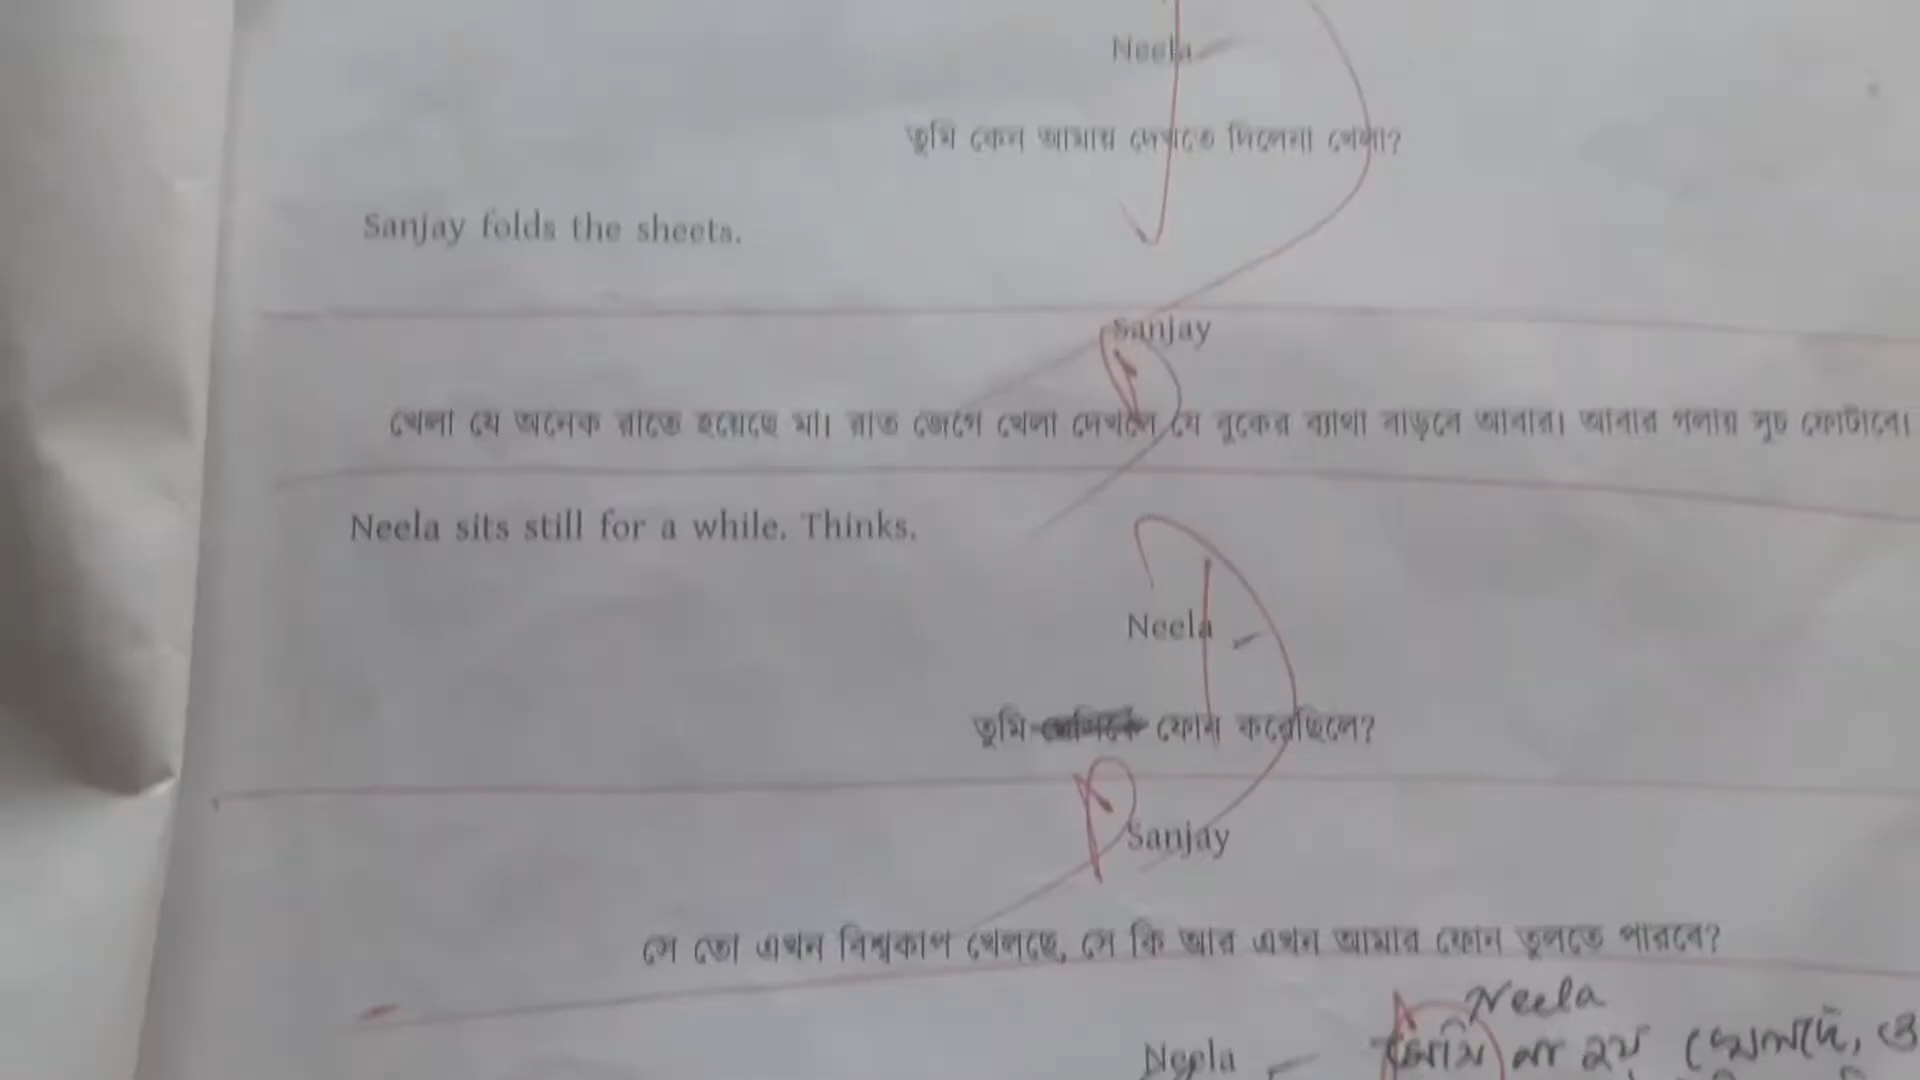 Neela
তুমি কেন আমায় দেখতে দিলেনা খেলা?
Sanjay folds the sheets.
Sanjay
খেলা যে অনেক রাতে হয়েছে মা। রাত জেগে খেলা দেখলে যে বুকের ব্যাথা বাড়বে আবার। আবার গলায় সুচ ফোটাবে।
Neela sits still for a while. Thinks.
Neela
তুমি ফোন করেছিলে?
Sanjay
সে তো এখন বিশ্বকাপ খেলছে, সে কি আর এখন আমার ফোন তুলতে পারবে?
Neela
Neela